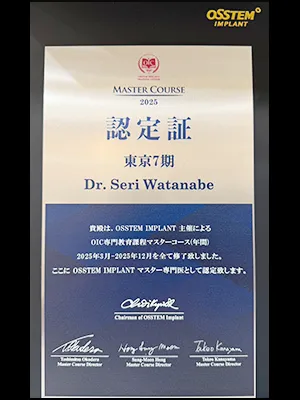 OSSTEM
IMPLANT
MASTER COURSE
2025
認定証
東京7期
Dr. Seri Watanabe
貴殿は、OSSTEM IMPLANT 主催による
OIC専門教育課程マスターコース(年間)
2025年3月-2025年12月を全て修了致しました。
ここに OSSTEM IMPLANT マスター専門医として認定致します。
Chairman of OSSTEM Implant
Master Course Director
Master Course Director
Master Course Director